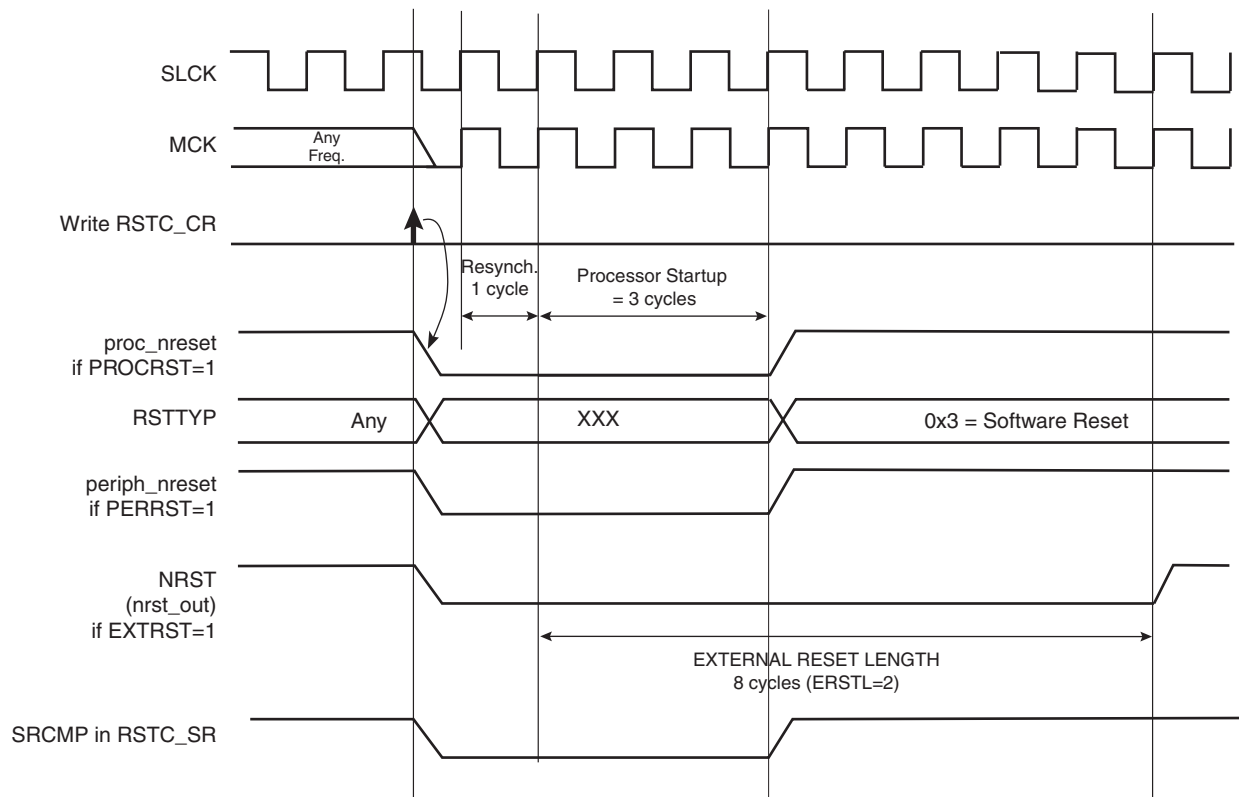 SLCK
MCK
Any
Freq.
Write RSTC_CR
Resynch.
1 cycle
Processor Startup
= 3 cycles
proc_nreset
if PROCRST=1
RSTTYP
Any
XXX
0x3 = Software Reset
periph_nreset
if PERRST=1
NRST
(nrst_out)
if EXTRST=1
EXTERNAL RESET LENGTH
8 cycles (ERSTL=2)
SRCMP in RSTC_SR